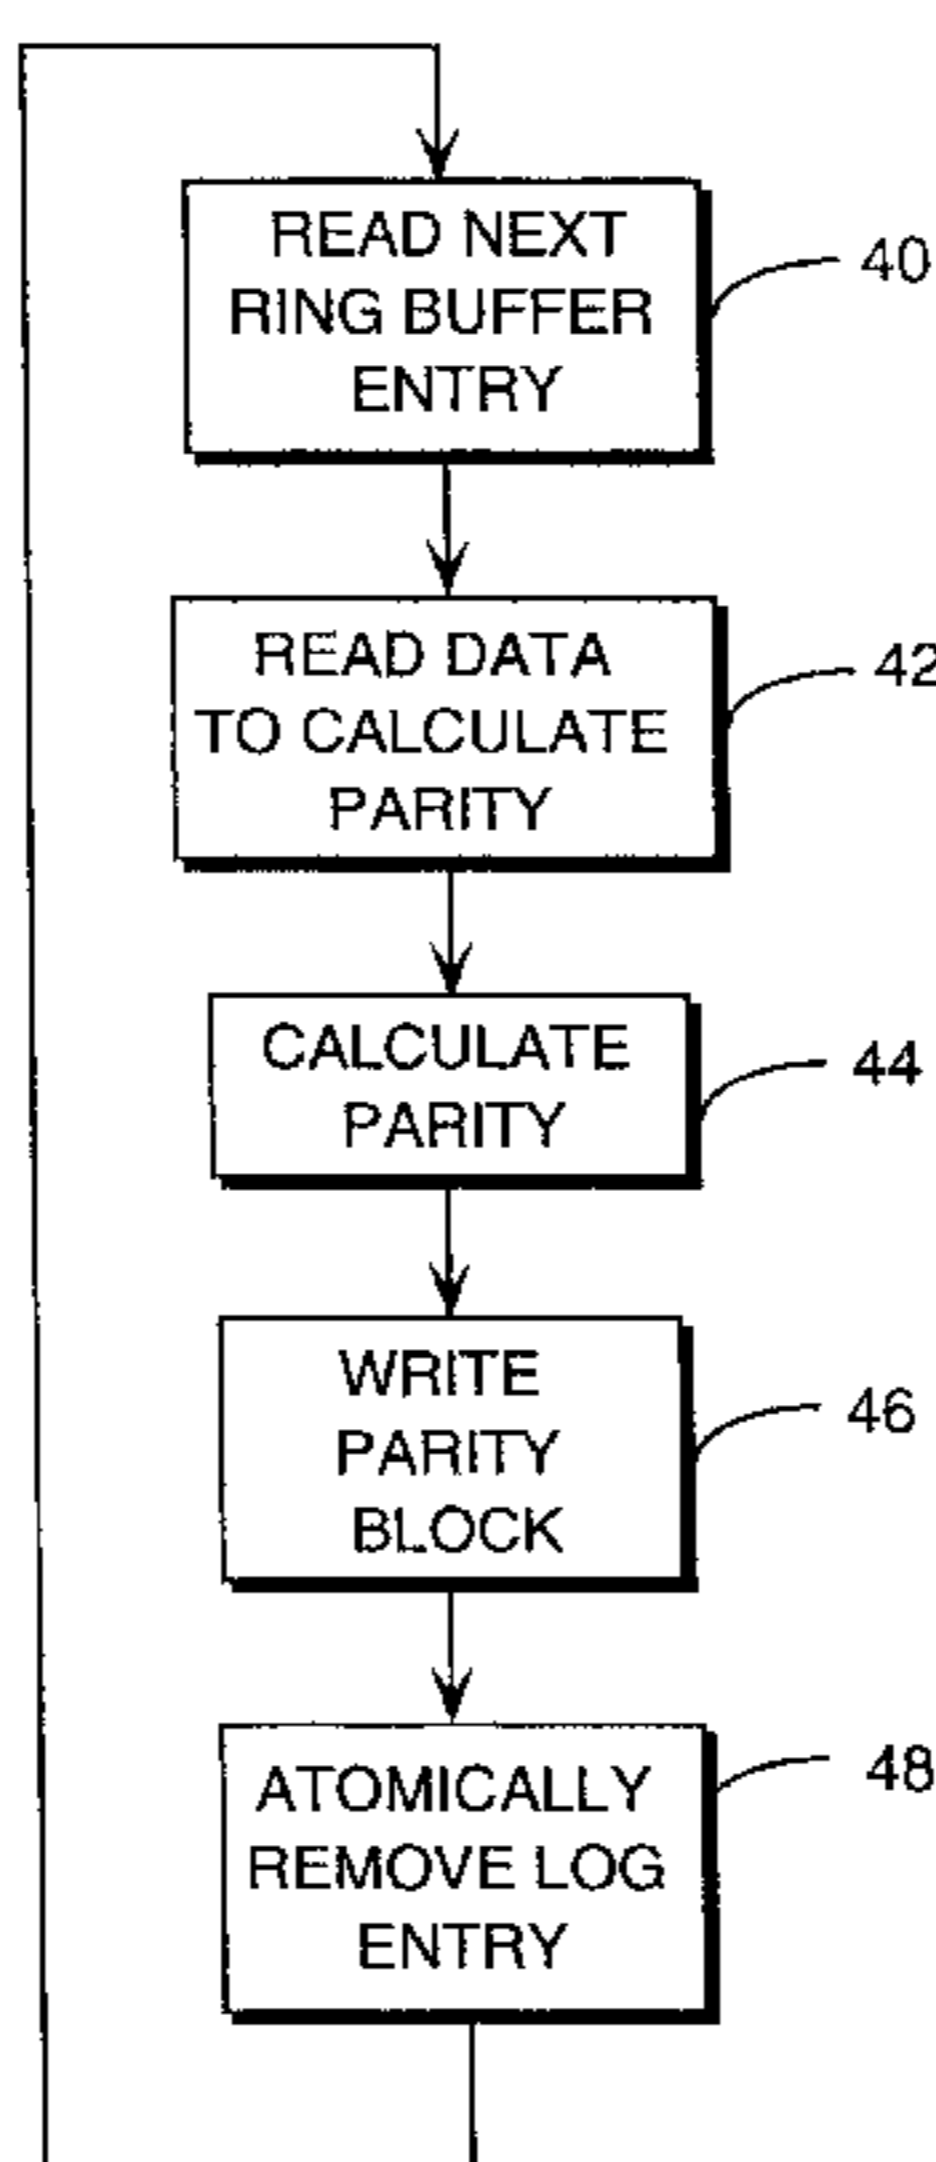 READ NEXT
RING BUFFER
ENTRY
40
READ DATA
TO CALCULATE
PARITY
42
CALCULATE
PARITY
44
WRITE
PARITY
BLOCK
46
ATOMICALLY
REMOVE LOG
ENTRY
48